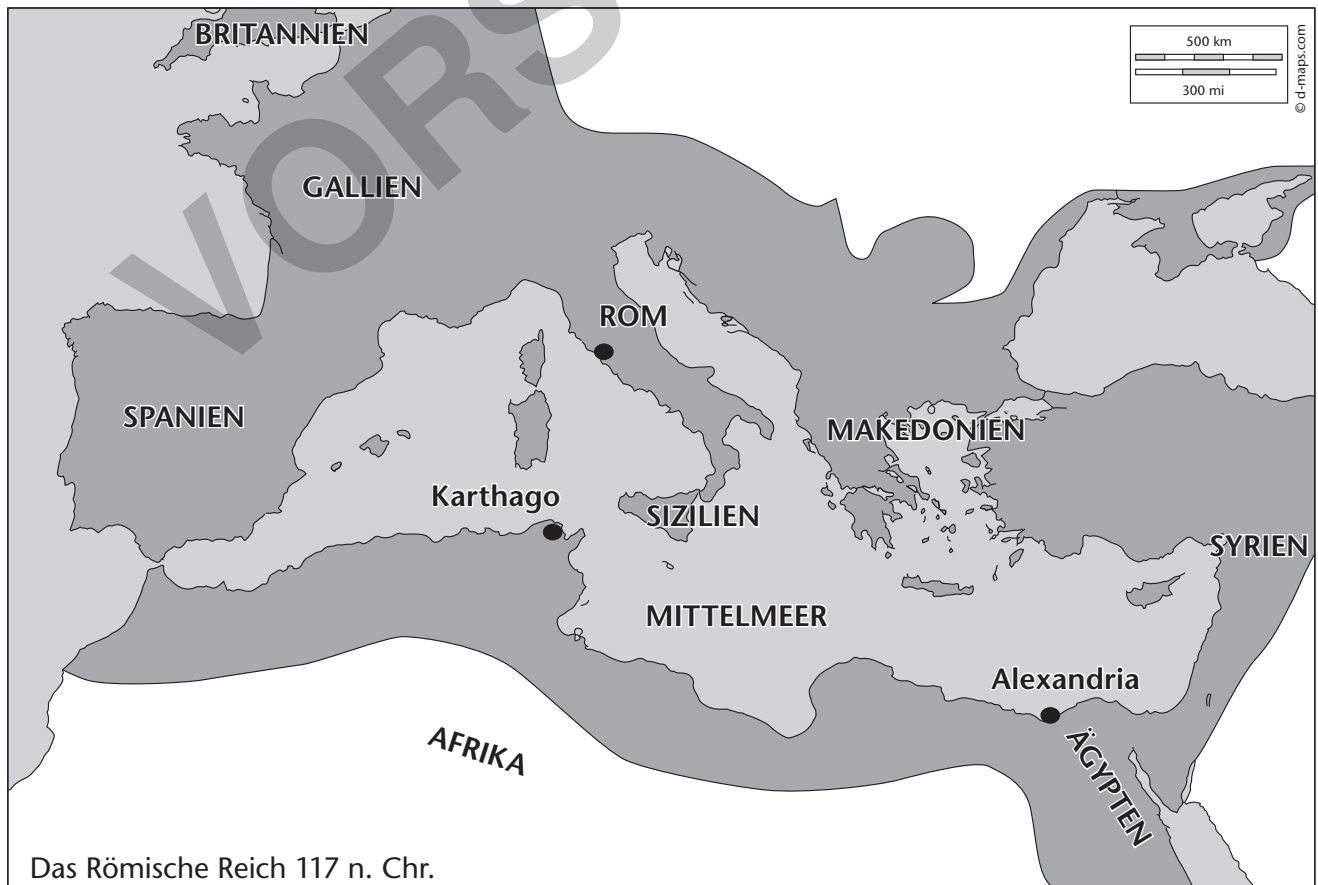 BRITANNIEN
500 km
300 mi
© d-maps.com
VORS
GALLIEN
ROM
SPANIEN
MAKEDONIEN
Karthago
SIZILIEN
SYRIEN
MITTELMEER
Alexandria
AFRIKA
ÄGYPTEN
Das Römische Reich 117 n. Chr.